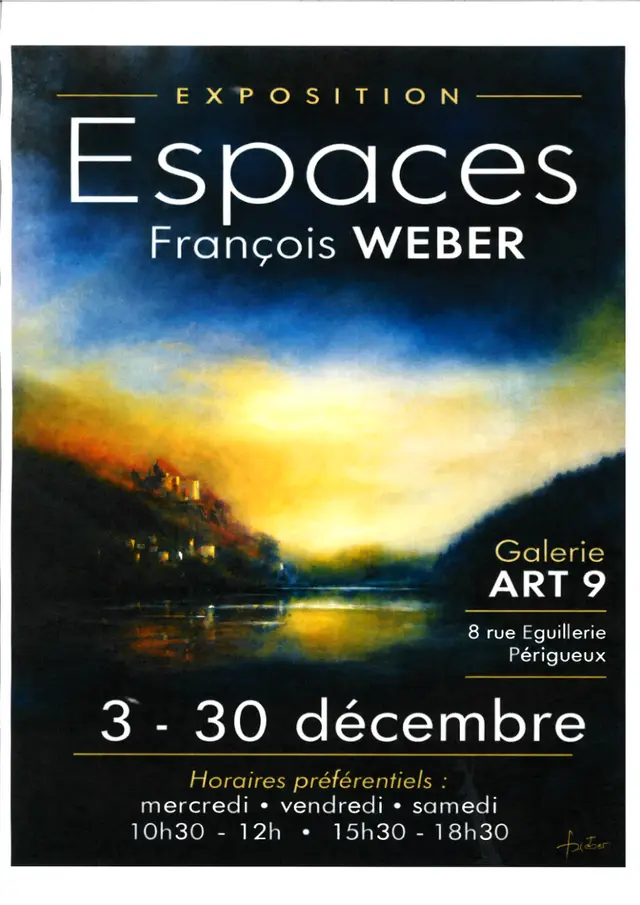 EXPOSITION
Espaces
François WEBER
Galerie
ART 9
8 rue Eguillerie
Périgueux
3 - 30 décembre
Horaires préférentiels :
mercredi • vendredi • samedi
10h30 - 12h • 15h30 - 18h30